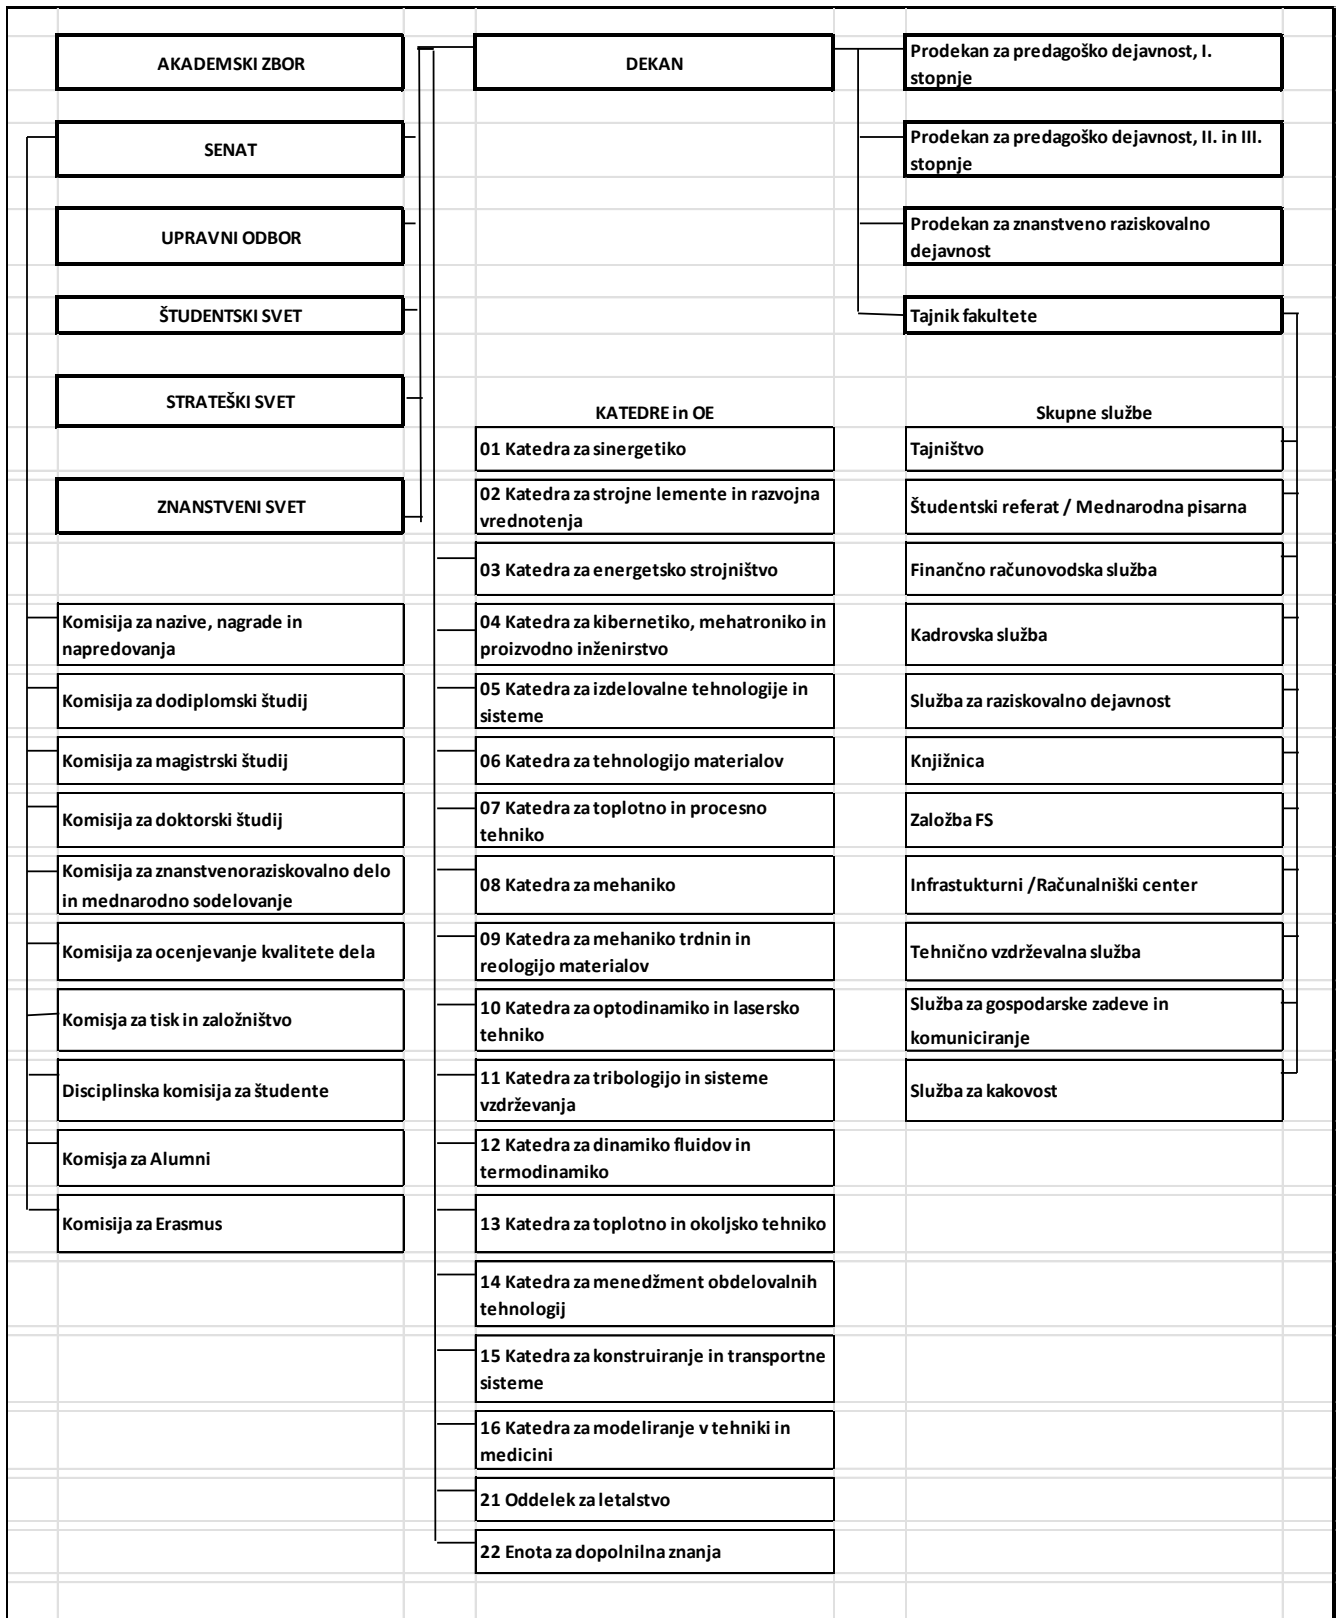 AKADEMSKI ZBOR
SENAT
UPRAVNI ODBOR
ŠTUDENTSKI SVET
STRATEŠKI SVET
ZNANSTVENI SVET
Komisija za nazive, nagrade in
napredovanja
Komisija za dodiplomski študij
Komisija za magistrski študij
Komisija za doktorski študij
Komisija za znanstvenoraziskovalno delo
in mednarodno sodelovanje
Komisija za ocenjevanje kvalitete dela
Komisja za tisk in založništvo
Disciplinska komisija za študente
Komisja za Alumni
Komisija za Erasmus
DEKAN
KATEDRE in OE
01 Katedra za sinergetiko
02 Katedra za strojne lemente in razvojna
vrednotenja
03 Katedra za energetsko strojništvo
04 Katedra za kibernetiko, mehatroniko in
proizvodno inženirstvo
05 Katedra za izdelovalne tehnologije in
sisteme
06 Katedra za tehnologijo materialov
07 Katedra za toplotno in procesno
tehniko
08 Katedra za mehaniko
09 Katedra za mehaniko trdnin in
reologijo materialov
10 Katedra za optodinamiko in lasersko
tehniko
11 Katedra za tribologijo in sisteme
vzdrževanja
12 Katedra za dinamiko fluidov in
termodinamiko
13 Katedra za toplotno in okoljsko tehniko
14 Katedra za menedžment obdelovalnih
tehnologij
15 Katedra za konstruiranje in transportne
sisteme
16 Katedra za modeliranje v tehniki in
medicini
21 Oddelek za letalstvo
22 Enota za dopolnilna znanja
Prodekan za predagoško dejavnost, I.
stopnje
Prodekan za predagoško dejavnost, II. in III.
stopnje
Prodekan za znanstveno raziskovalno
dejavnost
Tajnik fakultete
Skupne službe
Tajništvo
Študentski referat / Mednarodna pisarna
Finančno računovodska služba
Kadrovska služba
Služba za raziskovalno dejavnost
Knjižnica
Založba FS
Infrastukturni /Računalniški center
Tehnično vzdrževalna služba
Služba za gospodarske zadeve in
komuniciranje
Služba za kakovost